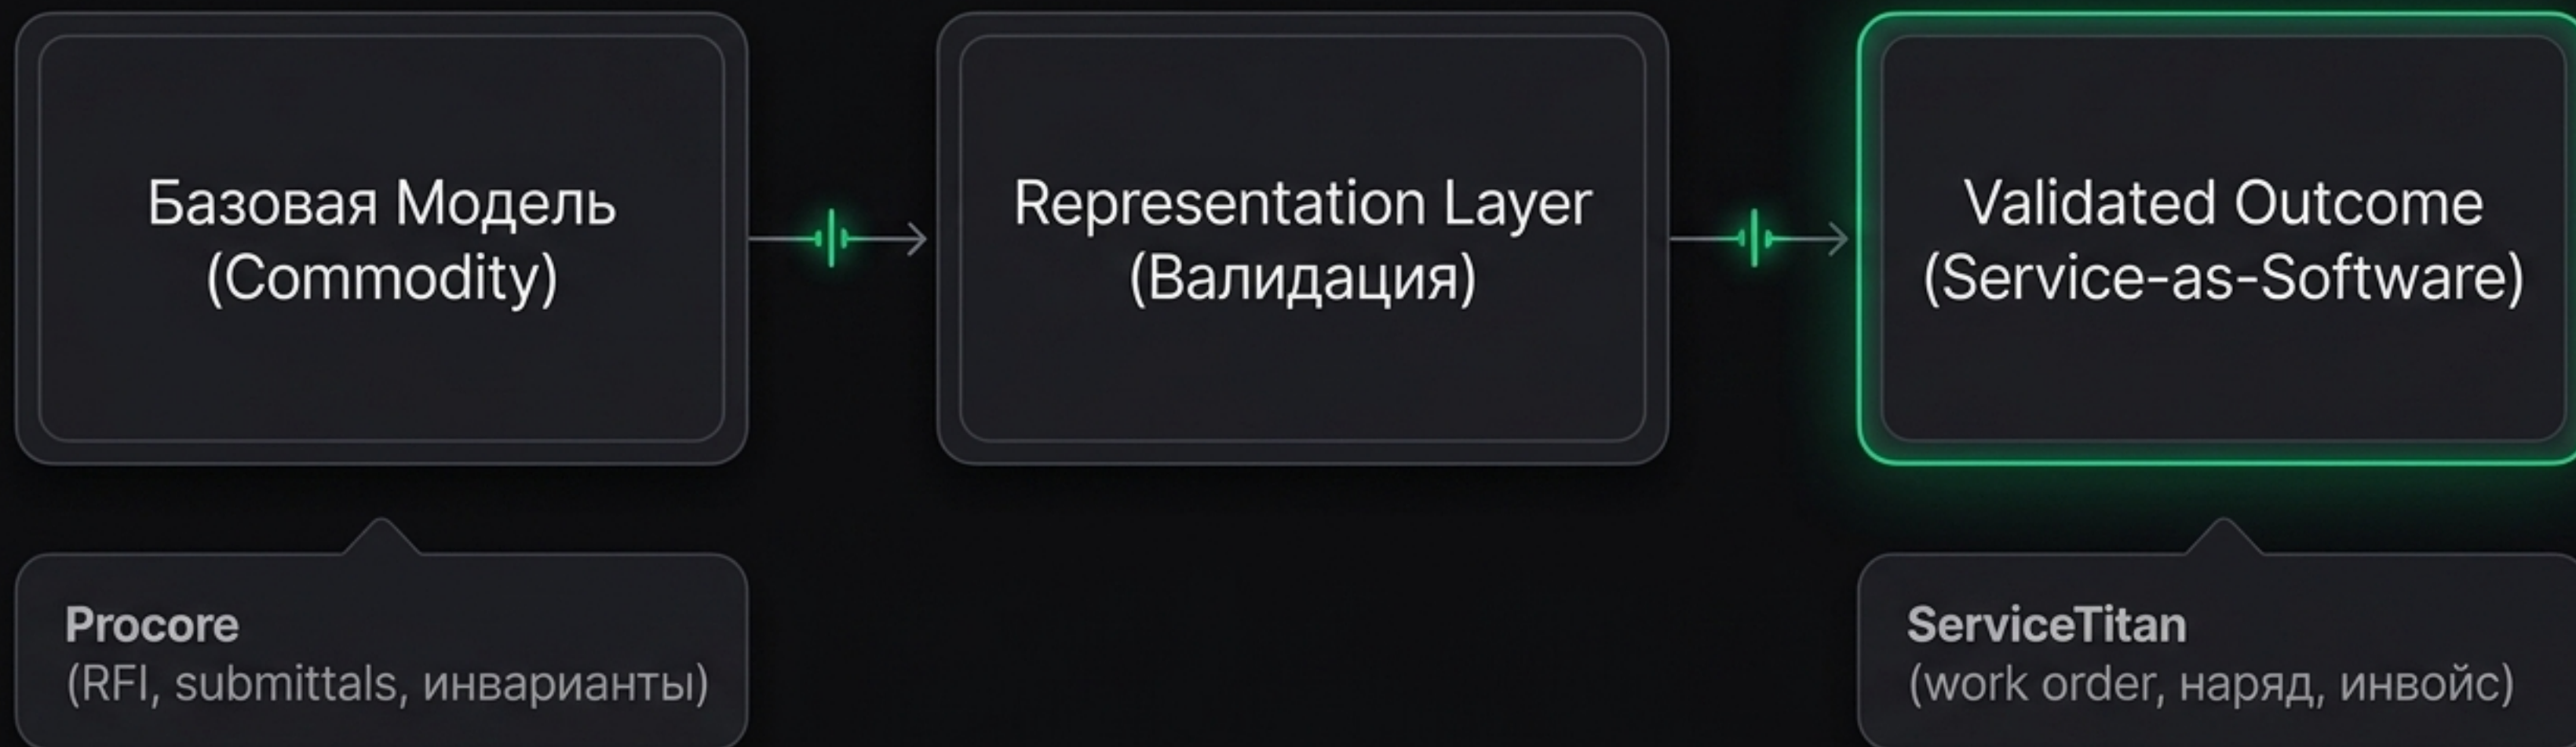 Базовая Модель
(Commodity)
Representation Layer
(Валидация)
Validated Outcome
(Service-as-Software)
Procore
(RFI, submittals, инварианты)
ServiceTitan
(work order, наряд, инвойс)